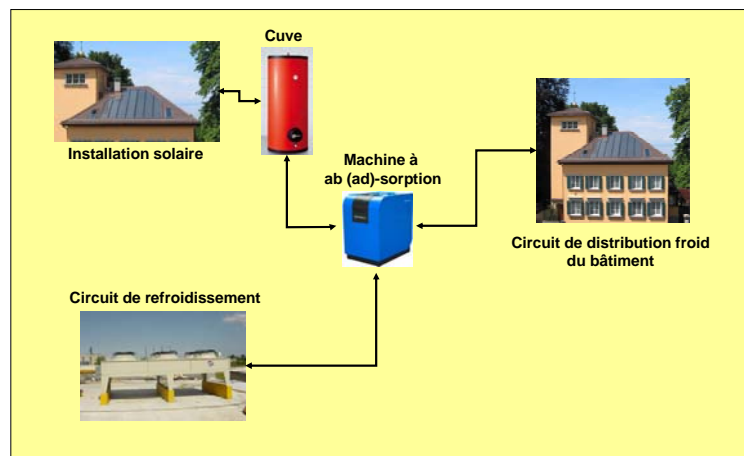 Cuve
Installation solaire
Machine à
ab (ad)-sorption
Circuit de distribution froid
du bâtiment
Circuit de refroidissement